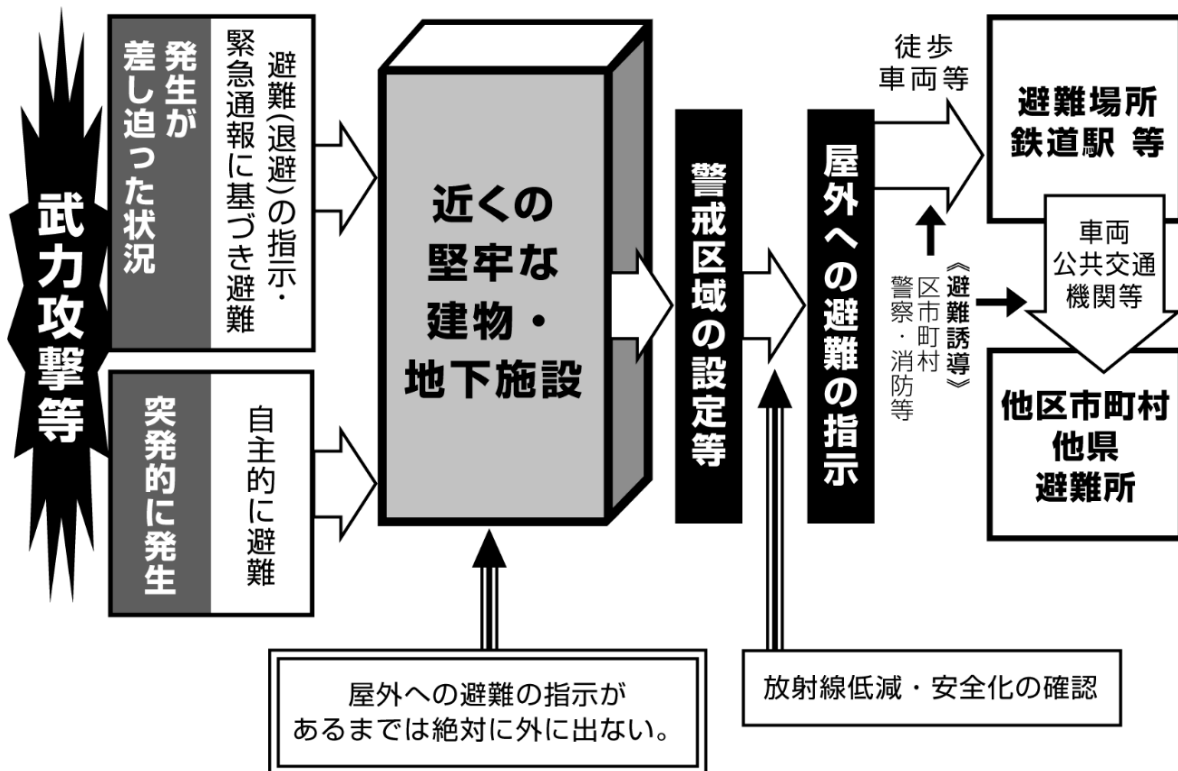 武力攻撃等
発生が
差し迫った状況
避難(退避)の指示・
緊急通報に基づき避難
突発的に発生
自主的に避難
近くの
堅牢な
建物・
地下施設
屋外への避難の指示が
あるまでは絶対に外に出ない。
警戒区域の設定等
放射線低減・安全化の確認
屋外への避難の指示
徒歩
車両等
《避難誘導》
区市町村
警察・消防等
避難場所
鉄道駅 等
車両
公共交通
機関等
他区市町村
他県
避難所